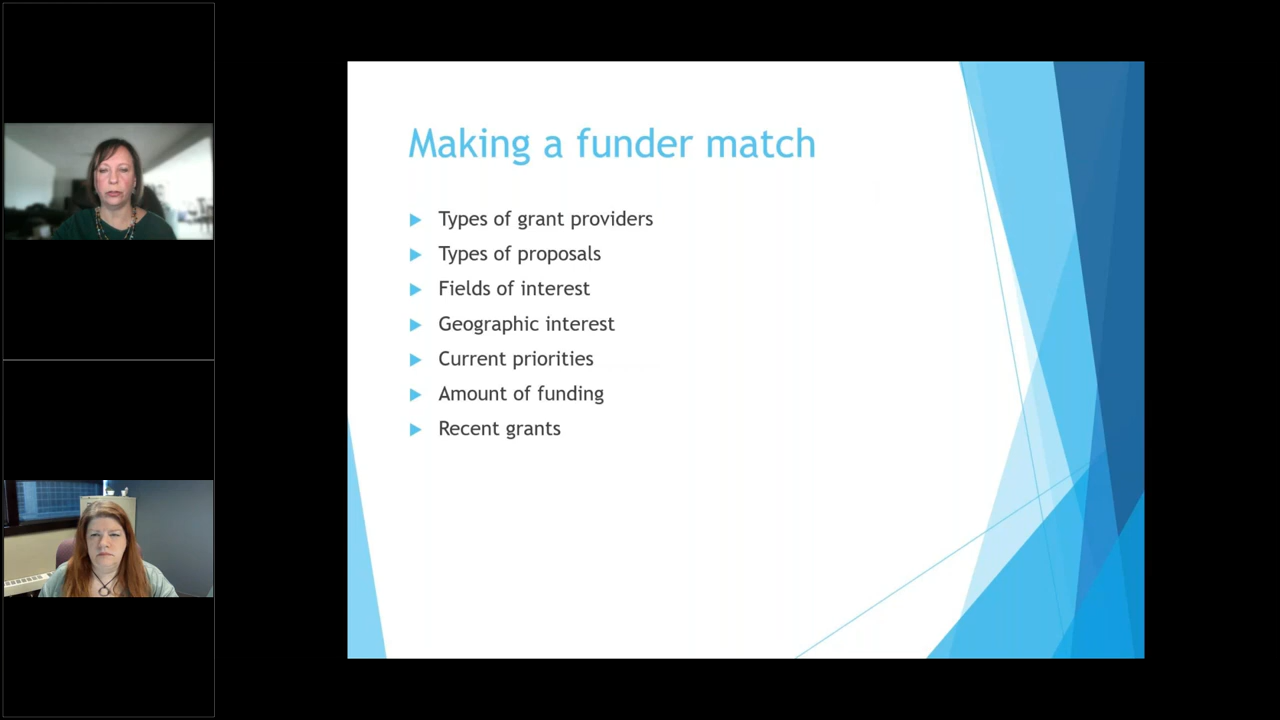 Making a funder match
Types of grant providers
Types of proposals
Fields of interest
Geographic interest
Current priorities
Amount of funding
Recent grants